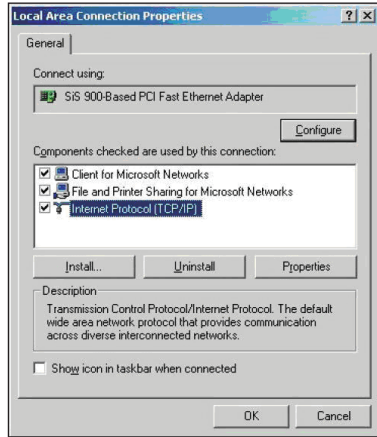 Local Area Connection Properties
General
Connect using:
SiS 900-Based PCI Fast Ethernet Adapter
Configure
Components checked are used by this connection:
Client for Microsoft Networks
File and Printer Sharing for Microsoft Networks
Internet Protocol (TCP/IP)
Install...
Uninstall
Properties
Description
Transmission Control Protocol/Internet Protocol. The default
wide area network protocol that provides communication
across diverse interconnected networks.
Show icon in taskbar when connected
OK
Cancel